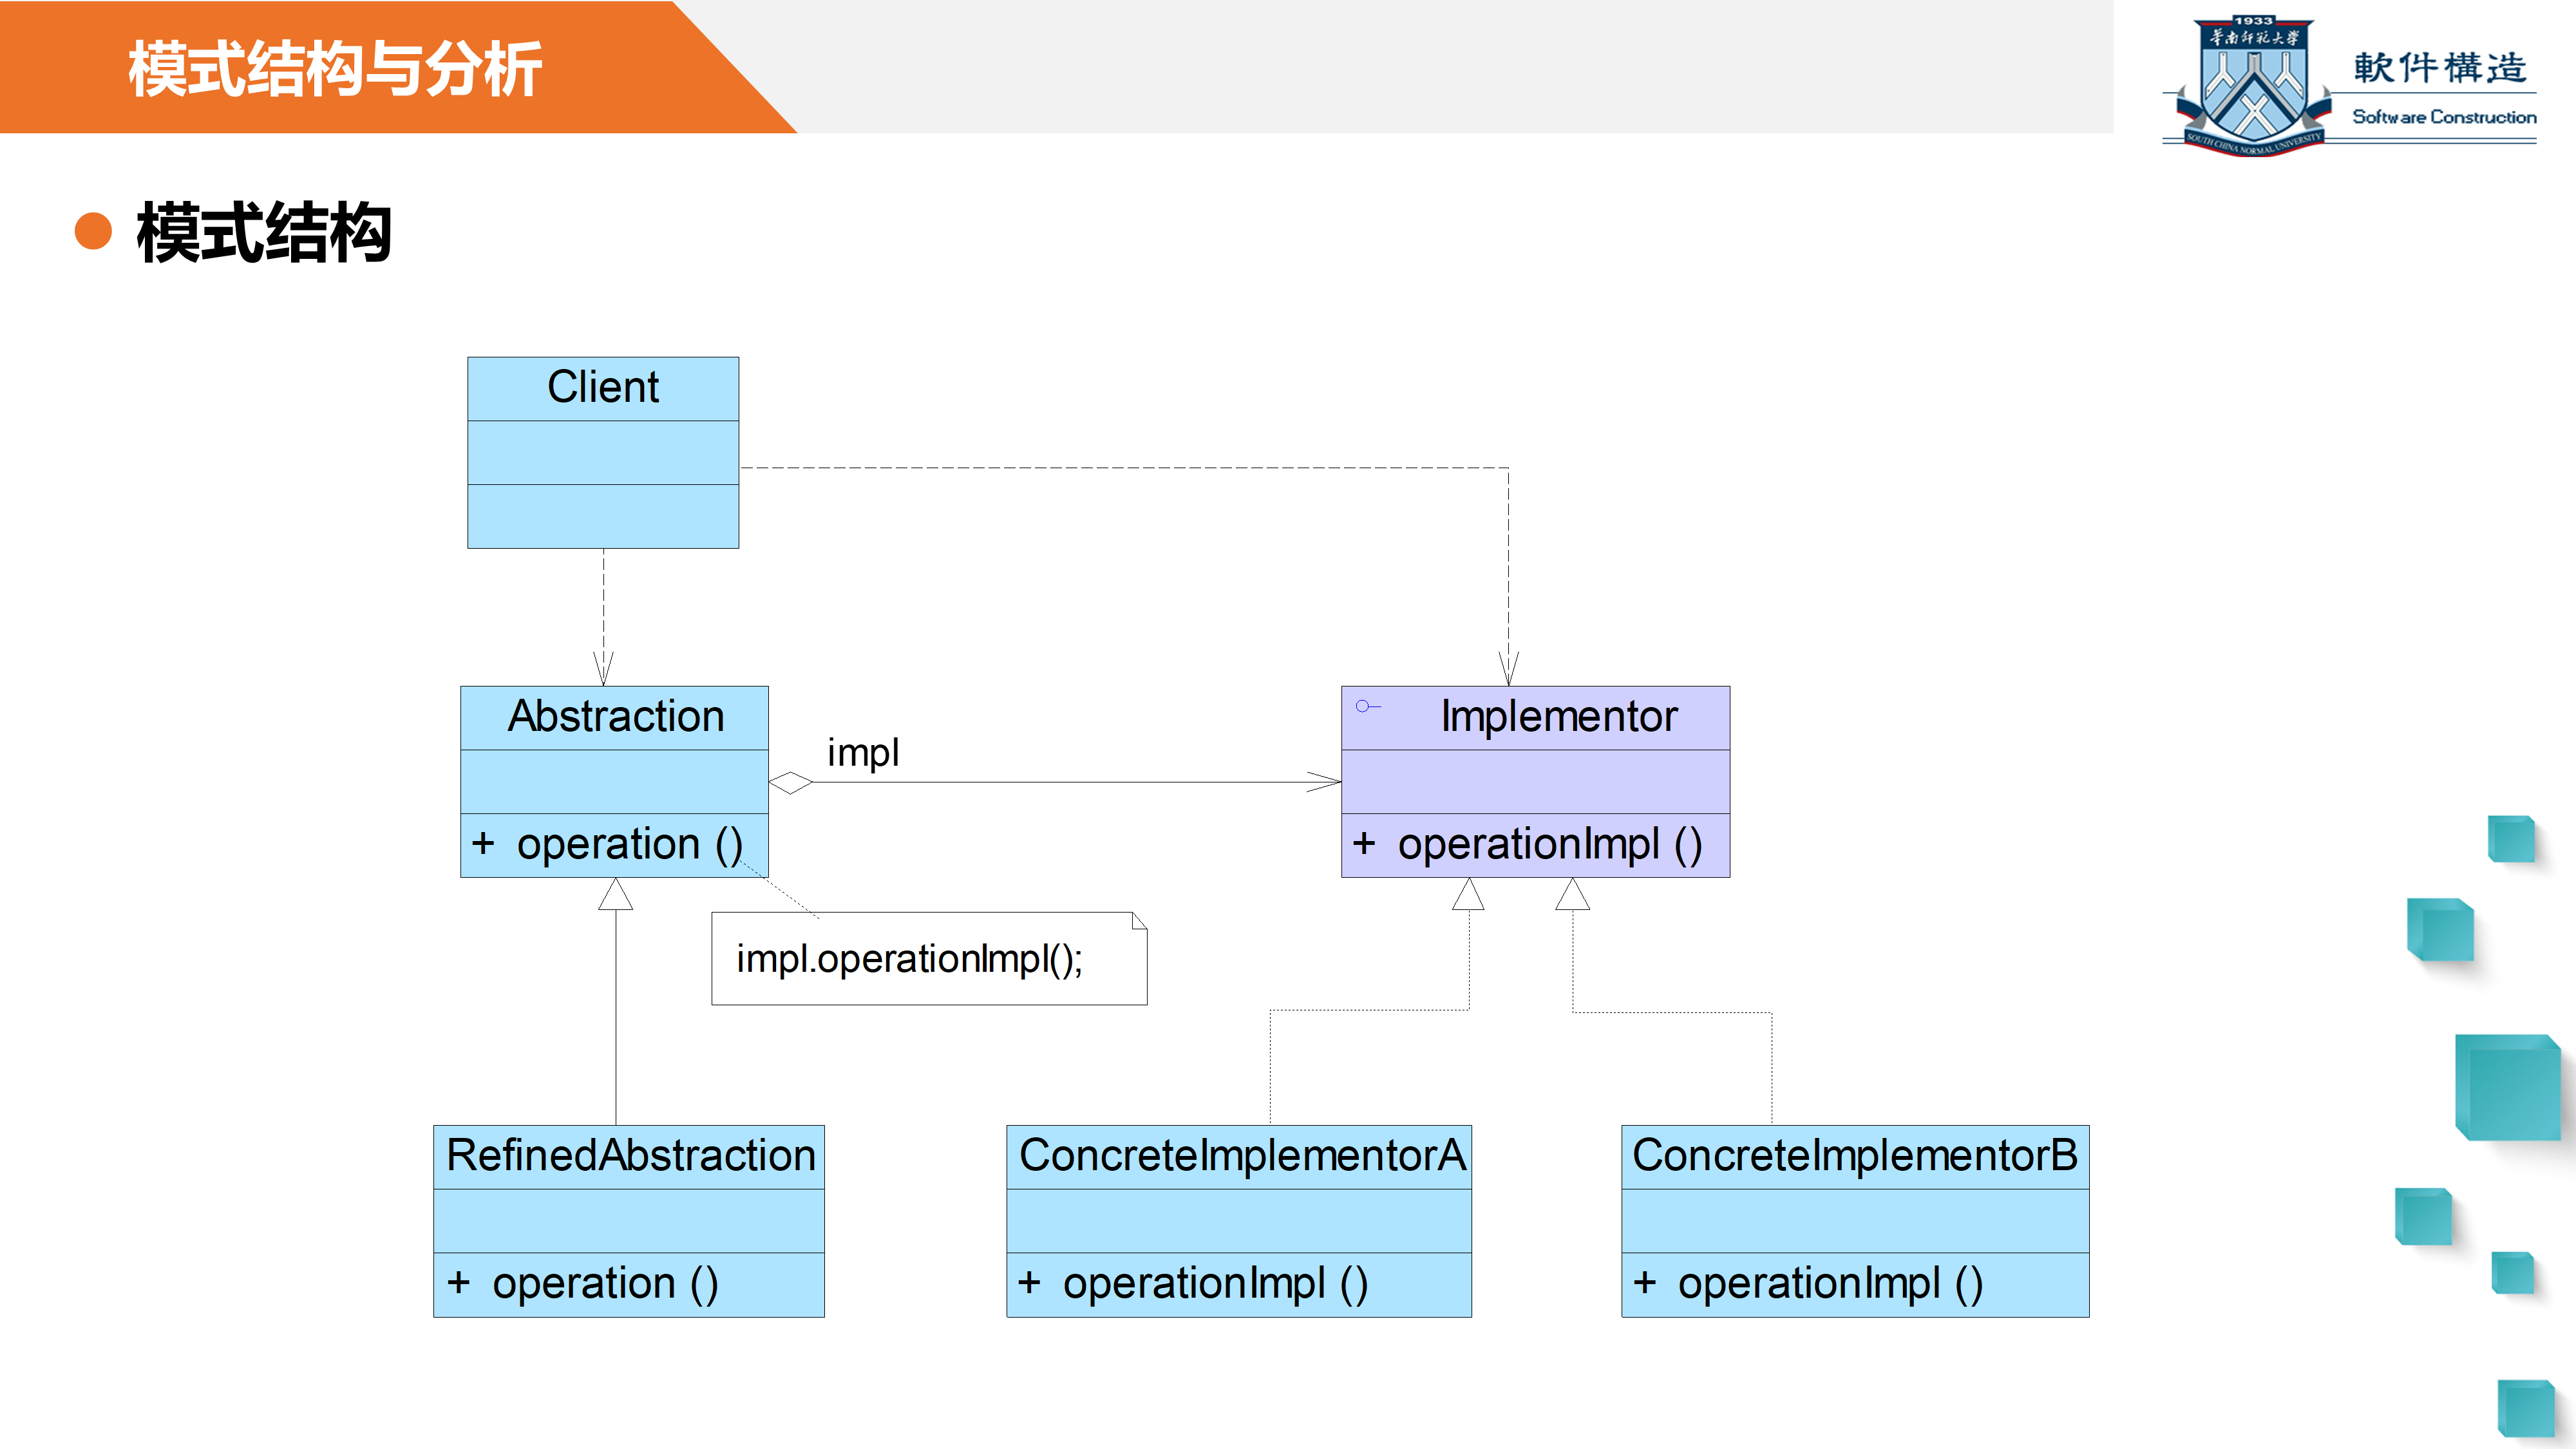 模式结构与分析
1933
华南师范大学
SOUTH CHINA NORMAL UNIVERSITY
軟件構造
Software Construction
模式结构
Client
Abstraction
+ operation ()
impl
Implementor
+ operationImpl ()
impl.operationImpl();
RefinedAbstraction
+ operation ()
ConcreteImplementorA
+ operationImpl ()
ConcreteImplementorB
+ operationImpl ()